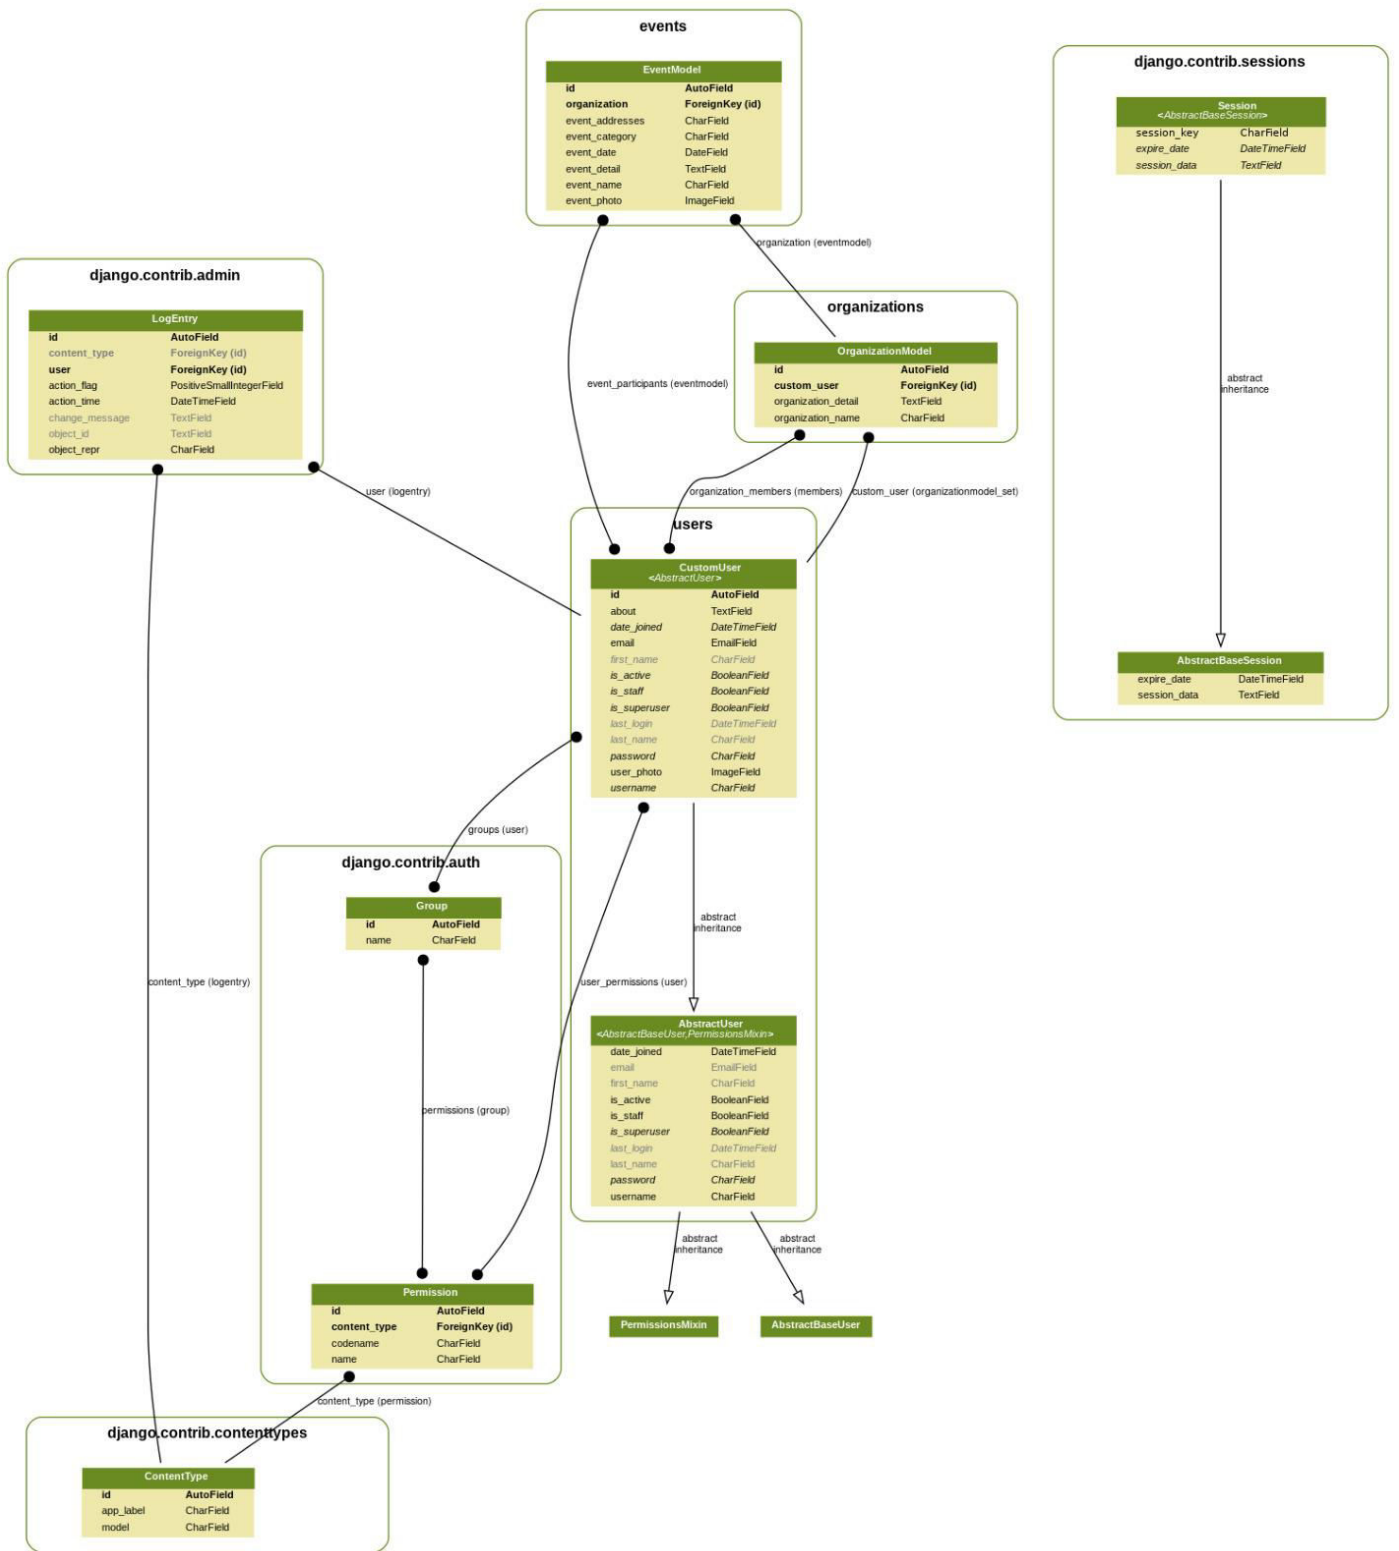 events
EventModel
id AutoField
organization ForeignKey (id)
event_addresses CharField
event_category CharField
event_date DateField
event_detail TextField
event_name CharField
event_photo ImageField
django.contrib.sessions
Session
<AbstractBaseSession>
session_key CharField
expire_date DateTimeField
session_data TextField
organization (eventmodel)
django.contrib.admin
LogEntry
id AutoField
content_type ForeignKey (id)
user ForeignKey (id)
action_flag PositiveSmallIntegerField
action_time DateTimeField
change_message TextField
object_id TextField
object_repr CharField
organizations
OrganizationModel
id AutoField
custom_user ForeignKey (id)
organization_detail TextField
organization_name CharField
event_participants (eventmodel)
abstract
inheritance
user (logentry)
organization_members (members)
custom_user (organizationmodel_set)
users
CustomUser
<AbstractUser>
id AutoField
about TextField
date_joined DateTimeField
email EmailField
first_name CharField
is_active BooleanField
is_staff BooleanField
is_superuser BooleanField
last_login DateTimeField
last_name CharField
password CharField
user_photo ImageField
username CharField
AbstractBaseSession
expire_date DateTimeField
session_data TextField
groups (user)
django.contrib.auth
Group
id AutoField
name CharField
abstract
inheritance
content_type (logentry)
user_permissions (user)
AbstractUser
<AbstractBaseUser,PermissionsMixin>
date_joined DateTimeField
email EmailField
first_name CharField
is_active BooleanField
is_staff BooleanField
is_superuser BooleanField
last_login DateTimeField
last_name CharField
password CharField
username CharField
permissions (group)
abstract
inheritance
abstract
inheritance
Permission
id AutoField
content_type ForeignKey (id)
codename CharField
name CharField
PermissionsMixin
AbstractBaseUser
content_type (permission)
django.contrib.contenttypes
ContentType
id AutoField
app_label CharField
model CharField